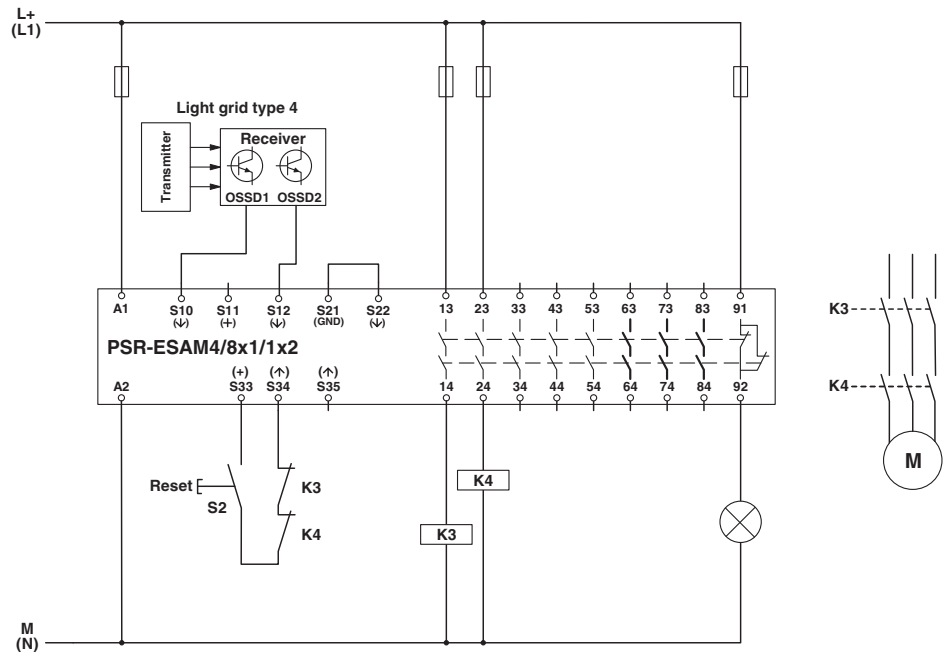 L+
(L1)
Light grid type 4
Transmitter
Receiver
OSSD1 OSSD2
A1 S10 S11 S12 S21 S22 13 23 33 43 53 63 73 83 91
(↓) (+) (↓) (GND) (↓)
PSR-ESAM4/8x1/1x2
(+) (↑) (↑)
A2 S33 S34 S35 14 24 34 44 54 64 74 84 92
K3
K4
M
Reset
S2
K3
K4
K4
K3
M
(N)